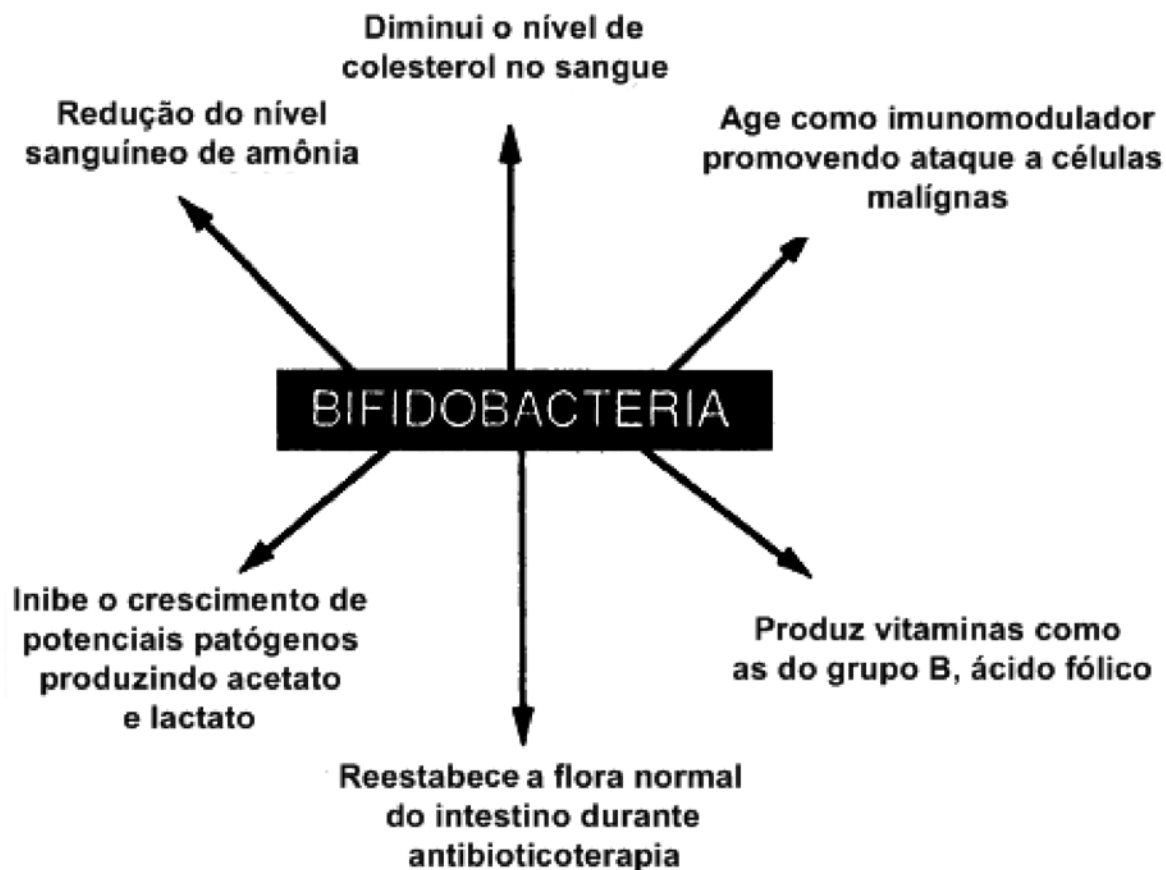 Diminui o nível de
colesterol no sangue
Redução do nível
sanguíneo de amônia
Age como imunomodulador
promovendo ataque a células
malígnas
BIFIDOBACTERIA
Inibe o crescimento de
potenciais patógenos
produzindo acetato
e lactato
Produz vitaminas como
as do grupo B, ácido fólico
Reestabece a flora normal
do intestino durante
antibioticoterapia